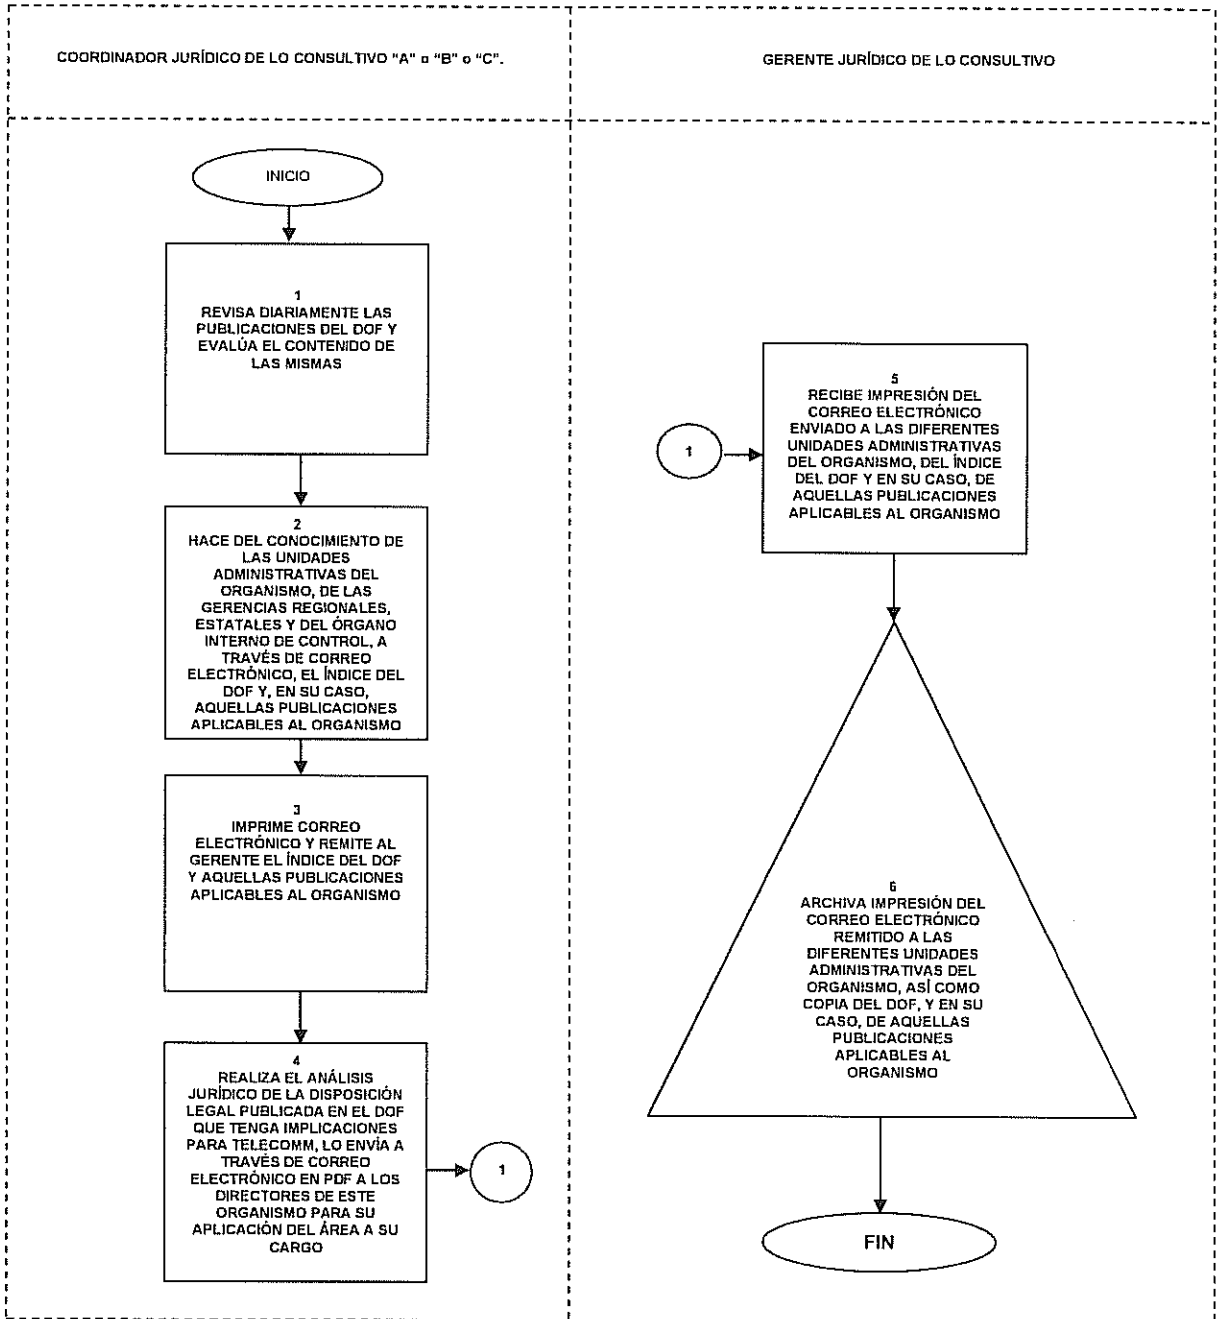 COORDINADOR JURÍDICO DE LO CONSULTIVO "A" o "B" o "C".
GERENTE JURÍDICO DE LO CONSULTIVO
INICIO
1
REVISA DIARIAMENTE LAS
PUBLICACIONES DEL DOF Y
EVALÚA EL CONTENIDO DE
LAS MISMAS
2
HACE DEL CONOCIMIENTO DE
LAS UNIDADES
ADMINISTRATIVAS DEL
ORGANISMO, DE LAS
GERENCIAS REGIONALES,
ESTATALES Y DEL ÓRGANO
INTERNO DE CONTROL, A
TRAVÉS DE CORREO
ELECTRÓNICO, EL ÍNDICE DEL
DOF Y, EN SU CASO,
AQUELLAS PUBLICACIONES
APLICABLES AL ORGANISMO
3
IMPRIME CORREO
ELECTRÓNICO Y REMITE AL
GERENTE EL ÍNDICE DEL DOF
Y AQUELLAS PUBLICACIONES
APLICABLES AL ORGANISMO
4
REALIZA EL ANÁLISIS
JURÍDICO DE LA DISPOSICIÓN
LEGAL PUBLICADA EN EL DOF
QUE TENGA IMPLICACIONES
PARA TELECOMM, LO ENVÍA A
TRAVÉS DE CORREO
ELECTRÓNICO EN PDF A LOS
DIRECTORES DE ESTE
ORGANISMO PARA SU
APLICACIÓN DEL ÁREA A SU
CARGO
1
1
5
RECIBE IMPRESIÓN DEL
CORREO ELECTRÓNICO
ENVIADO A LAS DIFERENTES
UNIDADES ADMINISTRATIVAS
DEL ORGANISMO, DEL ÍNDICE
DEL DOF Y EN SU CASO, DE
AQUELLAS PUBLICACIONES
APLICABLES AL ORGANISMO
6
ARCHIVA IMPRESIÓN DEL
CORREO ELECTRÓNICO
REMITIDO A LAS
DIFERENTES UNIDADES
ADMINISTRATIVAS DEL
ORGANISMO, ASÍ COMO
COPIA DEL DOF, Y EN SU
CASO, DE AQUELLAS
PUBLICACIONES
APLICABLES AL
ORGANISMO
FIN